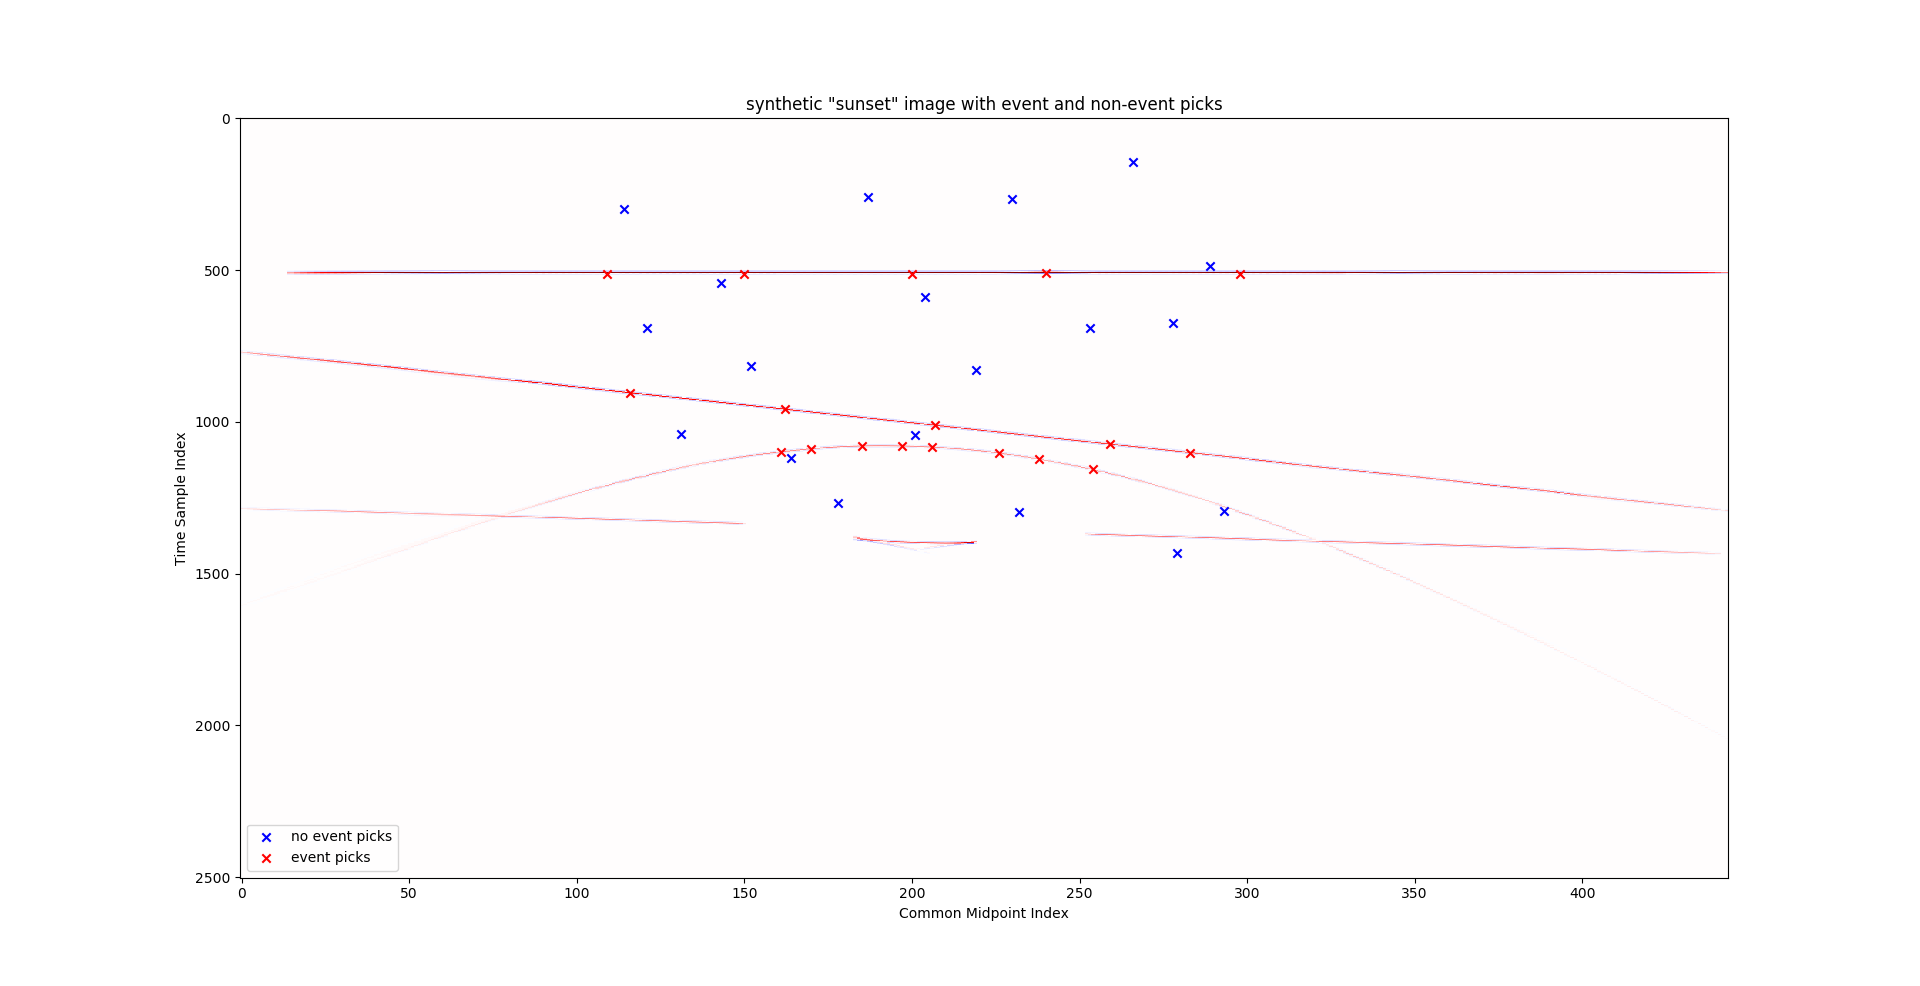 synthetic "sunset" image with event and non-event picks
0
500
1000
1500
2000
2500
Time Sample Index
no event picks
event picks
0 50 100 150 200 250 300 350 400
Common Midpoint Index